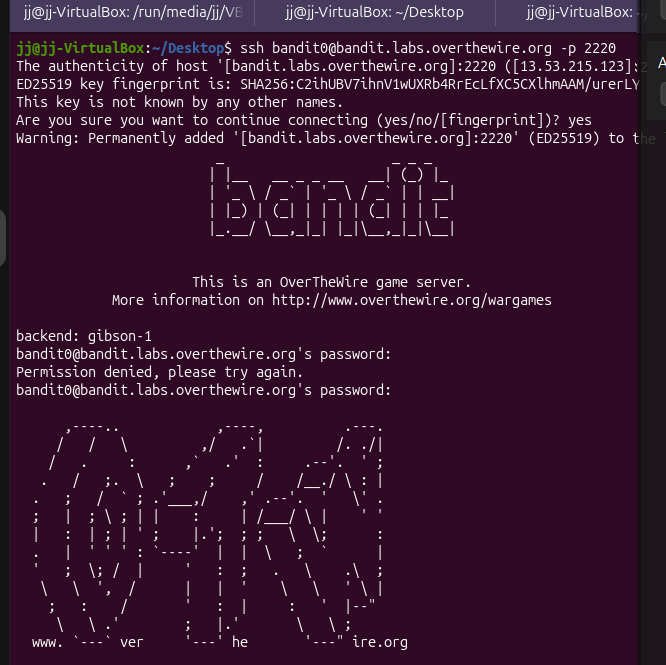 jj@jj-VirtualBox: /run/media/jj/VB
jj@jj-VirtualBox: ~/Desktop
jj@jj-VirtualBox: ~/
jj@jj-VirtualBox:~/Desktop$ ssh bandit0@bandit.labs.overthewire.org -p 2220
The authenticity of host '[bandit.labs.overthewire.org]:2220 ([13.53.215.123]:2
ED25519 key fingerprint is: SHA256:C2ihUBV7ihnV1wUXRb4RrEcLfXC5CXlhmAAM/urerLY
This key is not known by any other names.
Are you sure you want to continue connecting (yes/no/[fingerprint])? yes
Warning: Permanently added '[bandit.labs.overthewire.org]:2220' (ED25519) to the
bandit
This is an OverTheWire game server.
More information on http://www.overthewire.org/wargames
backend: gibson-1
bandit0@bandit.labs.overthewire.org's password:
Permission denied, please try again.
bandit0@bandit.labs.overthewire.org's password:
www. ver he ire.org